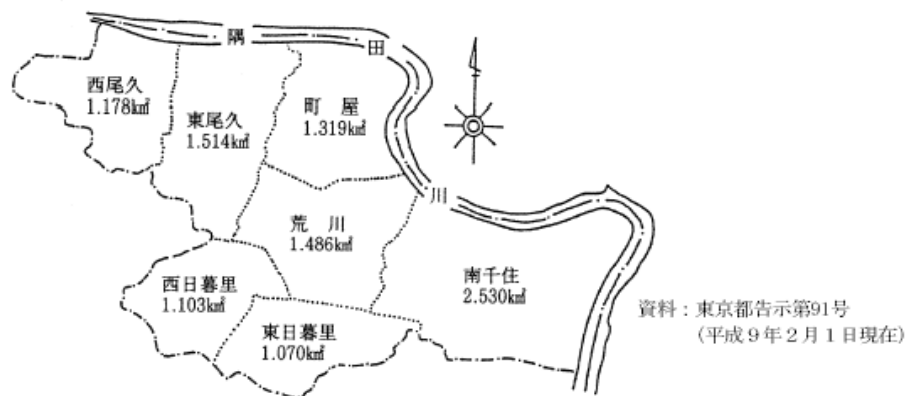 隅
田
川
西尾久
1.178㎢
東尾久
1.514㎢
町 屋
1.319㎢
荒 川
1.486㎢
西日暮里
1.103㎢
東日暮里
1.070㎢
南千住
2.530㎢
資料：東京都告示第91号
(平成９年２月１日現在)